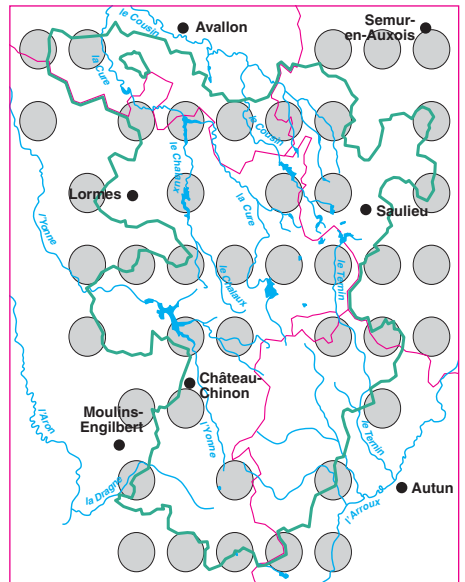 le Cousin
Avallon
Semur-
en-Auxois
la Cure
le Cousin
le Chalaux
Lormes
la Cure
Saulieu
l'Yonne
le Chalaux
le Ternin
Château-
Chinon
Moulins-
Engilbert
l'Aron
l'Yonne
le Ternin
la Dragne
Autun
l'Arroux